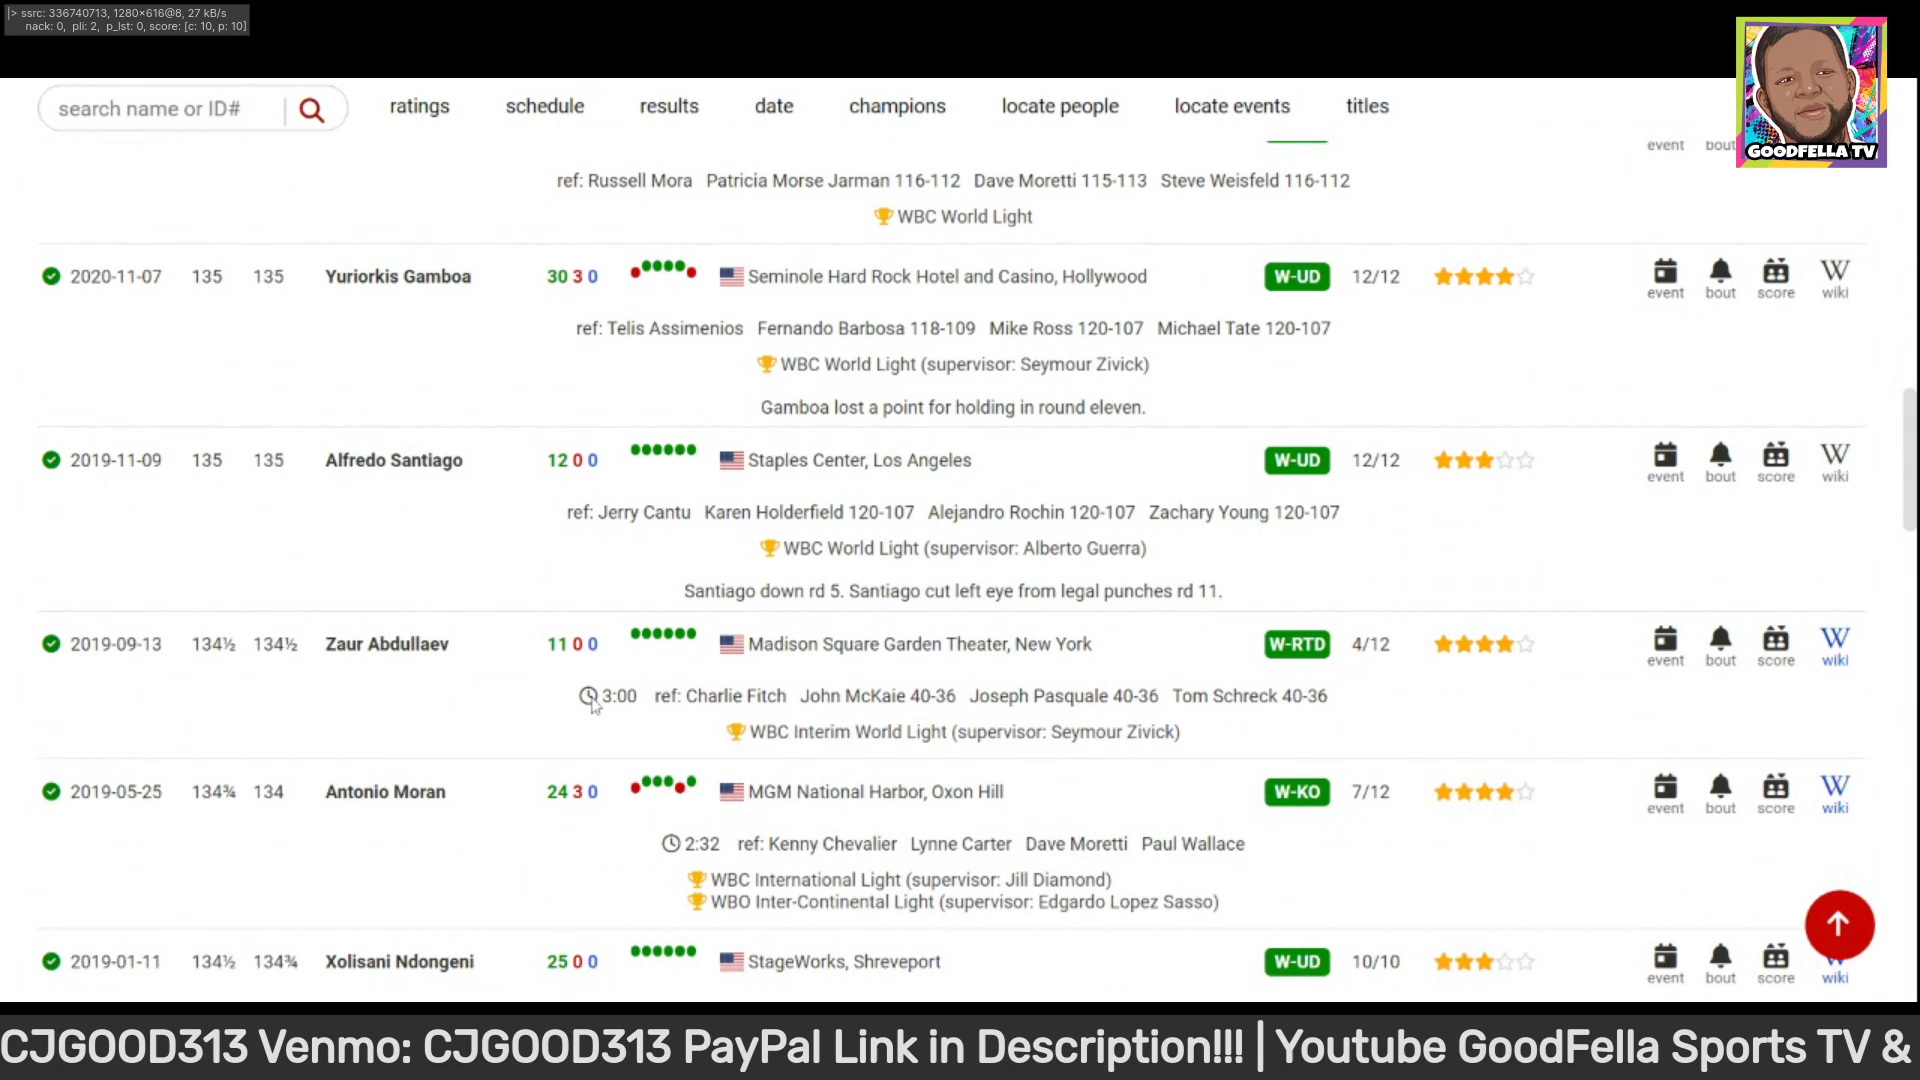 |> ssrc: 336740713, 1280×616@8, 27 kB/s
nack: 0, pli: 2, p_lst: 0, score: [c: 10, p: 10]
GOODFELLA TV
search name or ID# ratings schedule results date champions locate people locate events titles
event bout
ref: Russell Mora Patricia Morse Jarman 116-112 Dave Moretti 115-113 Steve Weisfeld 116-112
WBC World Light
2020-11-07 135 135 Yuriorkis Gamboa 30 3 0 Seminole Hard Rock Hotel and Casino, Hollywood W-UD 12/12 event bout score wiki
ref: Telis Assimenios Fernando Barbosa 118-109 Mike Ross 120-107 Michael Tate 120-107
WBC World Light (supervisor: Seymour Zivick)
Gamboa lost a point for holding in round eleven.
2019-11-09 135 135 Alfredo Santiago 12 0 0 Staples Center, Los Angeles W-UD 12/12 event bout score wiki
ref: Jerry Cantu Karen Holderfield 120-107 Alejandro Rochin 120-107 Zachary Young 120-107
WBC World Light (supervisor: Alberto Guerra)
Santiago down rd 5. Santiago cut left eye from legal punches rd 11.
2019-09-13 134½ 134½ Zaur Abdullaev 11 0 0 Madison Square Garden Theater, New York W-RTD 4/12 event bout score wiki
3:00 ref: Charlie Fitch John McKaie 40-36 Joseph Pasquale 40-36 Tom Schreck 40-36
WBC Interim World Light (supervisor: Seymour Zivick)
2019-05-25 134¾ 134 Antonio Moran 24 3 0 MGM National Harbor, Oxon Hill W-KO 7/12 event bout score wiki
2:32 ref: Kenny Chevalier Lynne Carter Dave Moretti Paul Wallace
WBC International Light (supervisor: Jill Diamond)
WBO Inter-Continental Light (supervisor: Edgardo Lopez Sasso)
2019-01-11 134½ 134¾ Xolisani Ndongeni 25 0 0 StageWorks, Shreveport W-UD 10/10 event bout score wiki
CJGOOD313 Venmo: CJGOOD313 PayPal Link in Description!!! | Youtube GoodFella Sports TV &